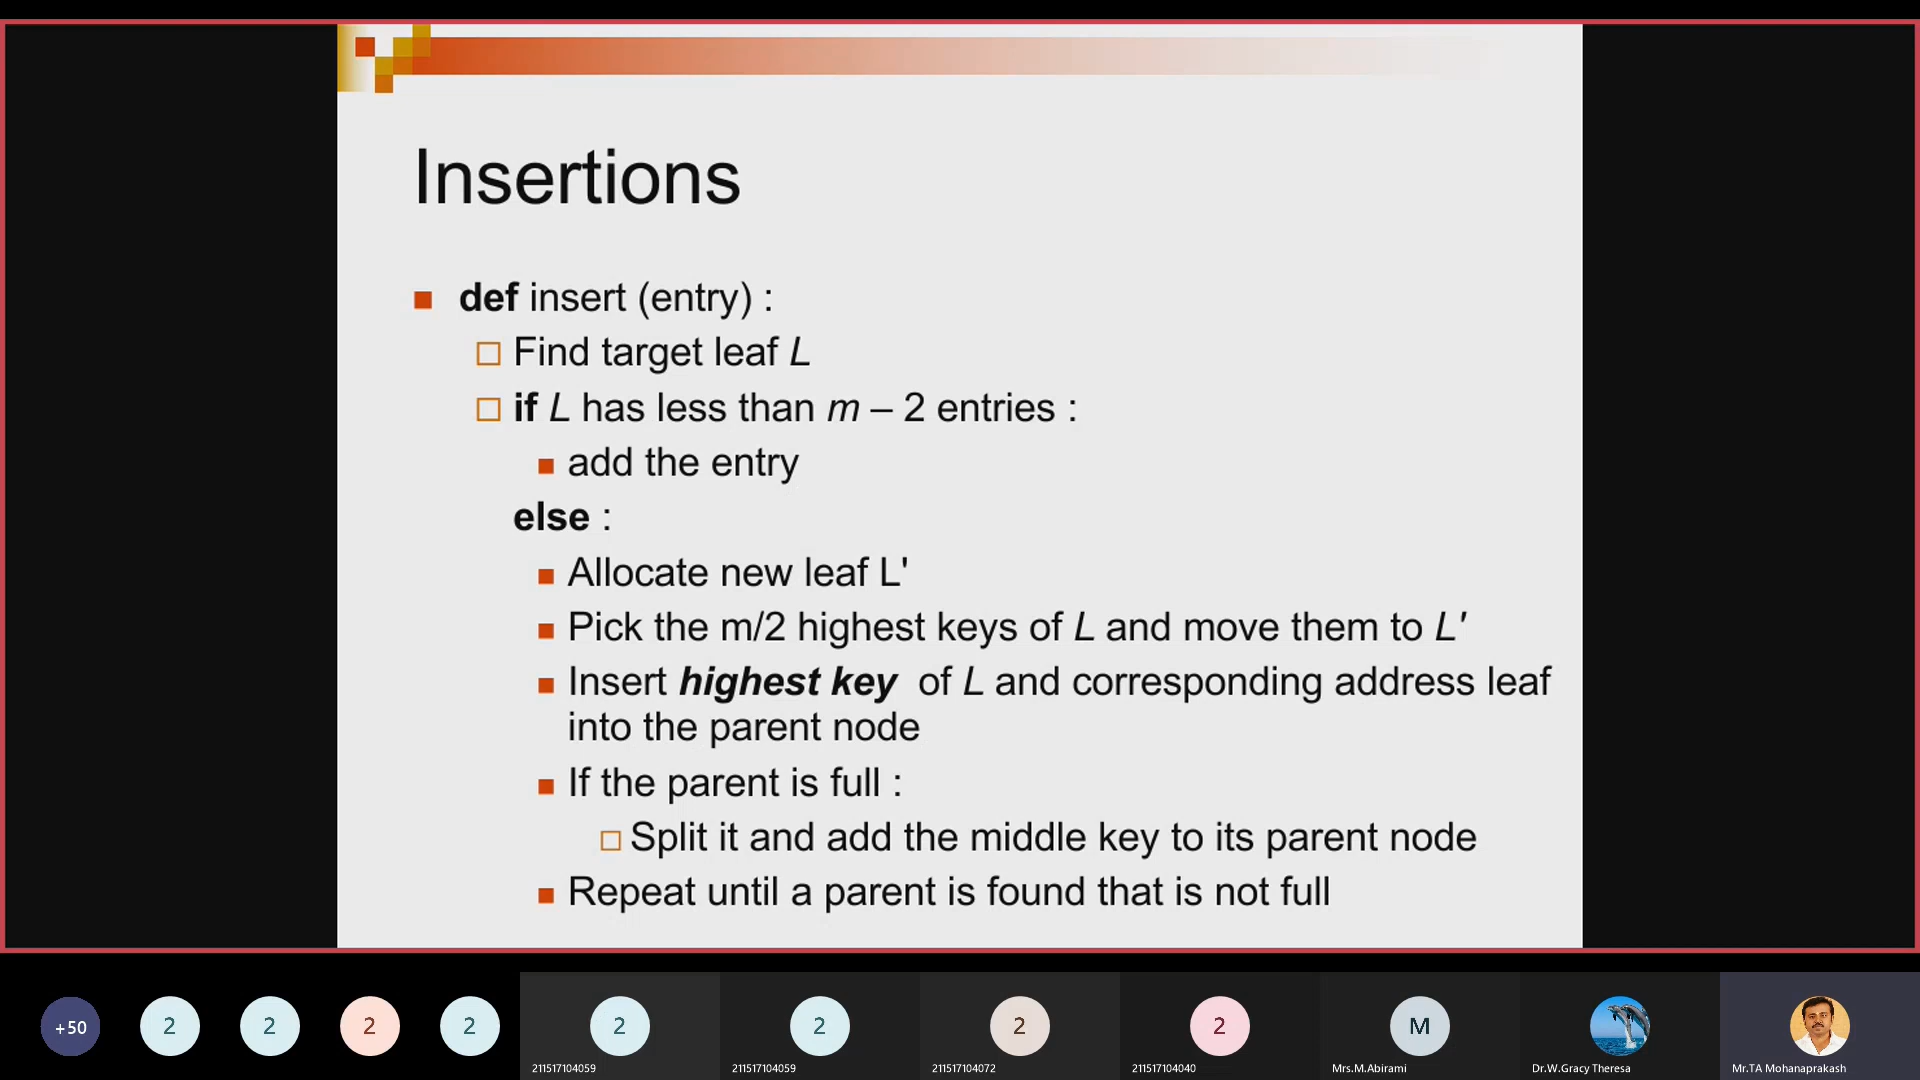 Insertions
def insert (entry) :
Find target leaf L
if L has less than m – 2 entries :
add the entry
else :
Allocate new leaf L'
Pick the m/2 highest keys of L and move them to L'
Insert highest key of L and corresponding address leaf
into the parent node
If the parent is full :
Split it and add the middle key to its parent node
Repeat until a parent is found that is not full
+50
2
2
2
2
2
2
2
2
M
211517104059
211517104059
211517104072
211517104040
Mrs.M.Abirami
Dr.W.Gracy Theresa
Mr.TA Mohanaprakash